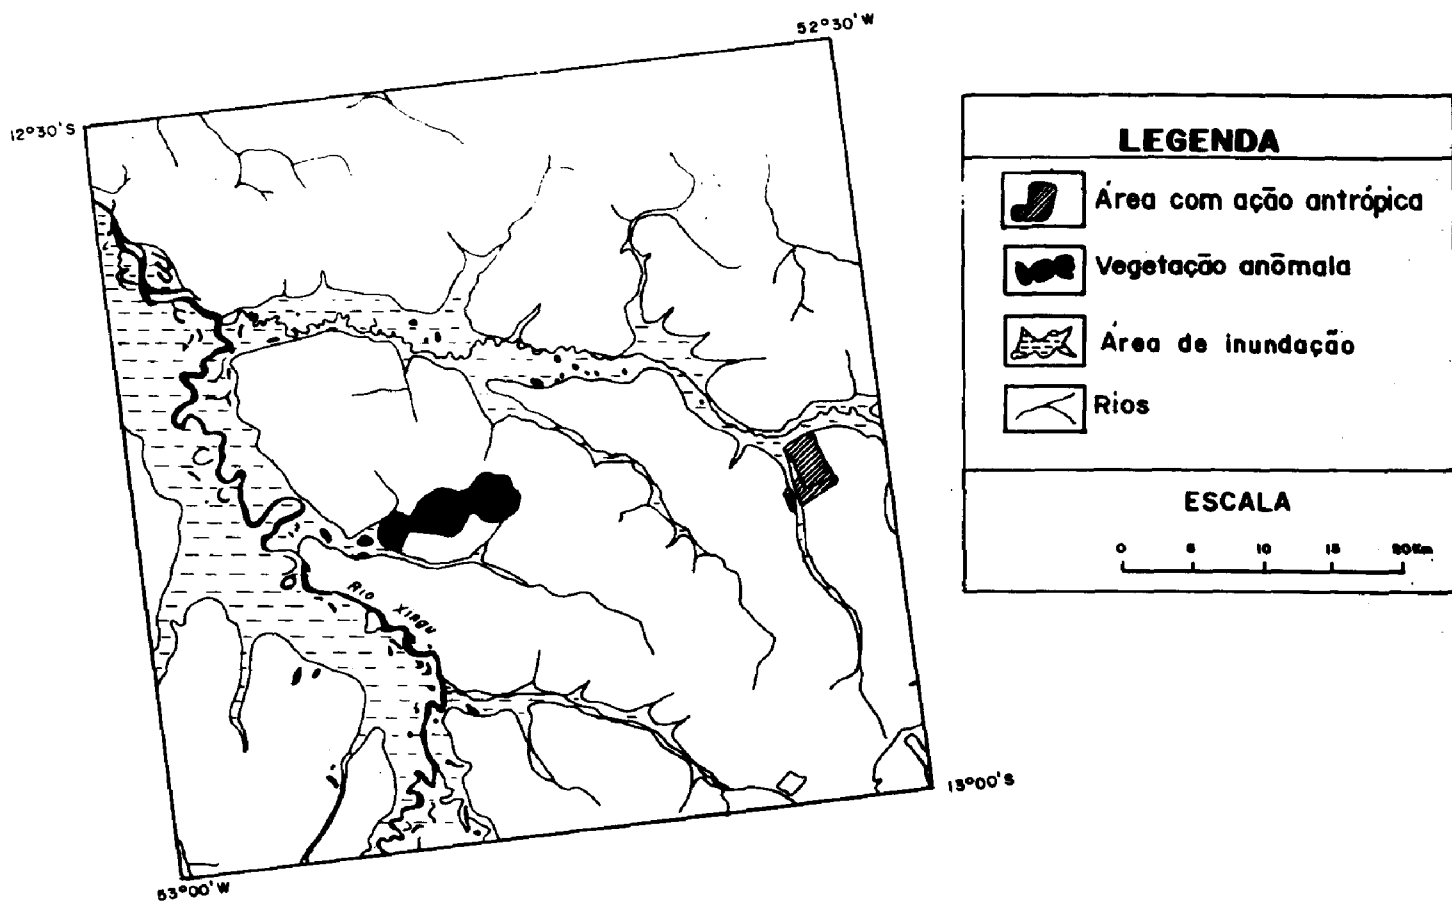 52°30'W
12°30'S
LEGENDA
Área com ação antrópica
Vegetação anômala
Área de inundação
Rios
ESCALA
0 5 10 15 20Km
RIO XINGU
13°00'S
53°00'W